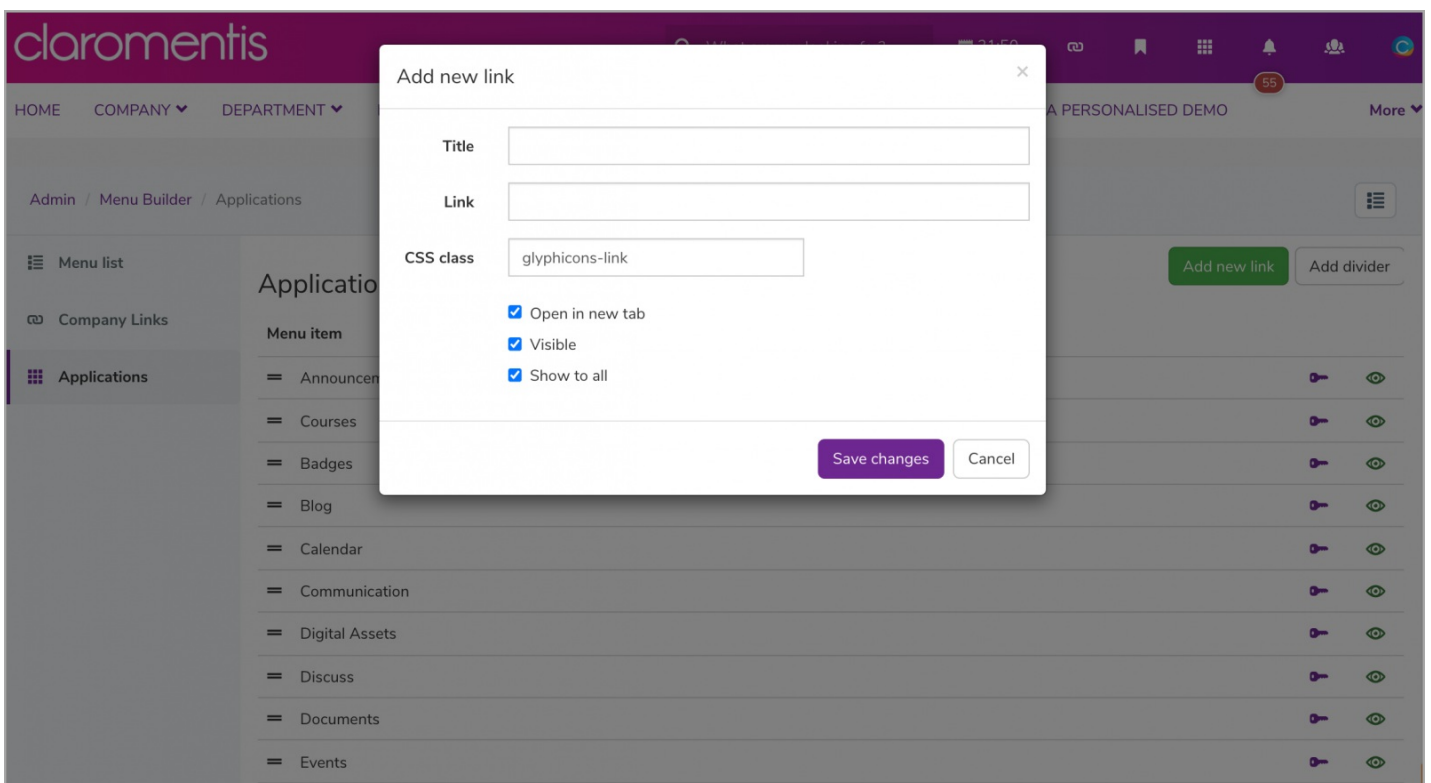 claromentis
55
HOME COMPANY DEPARTMENT A PERSONALISED DEMO More
Add new link
×
Title
Link
CSS class glyphicons-link
Open in new tab
Visible
Show to all
Save changes Cancel
Admin / Menu Builder / Applications
Menu list
Company Links
Applications
Applicatio
Add new link Add divider
Menu item
Announcem
Courses
Badges
Blog
Calendar
Communication
Digital Assets
Discuss
Documents
Events